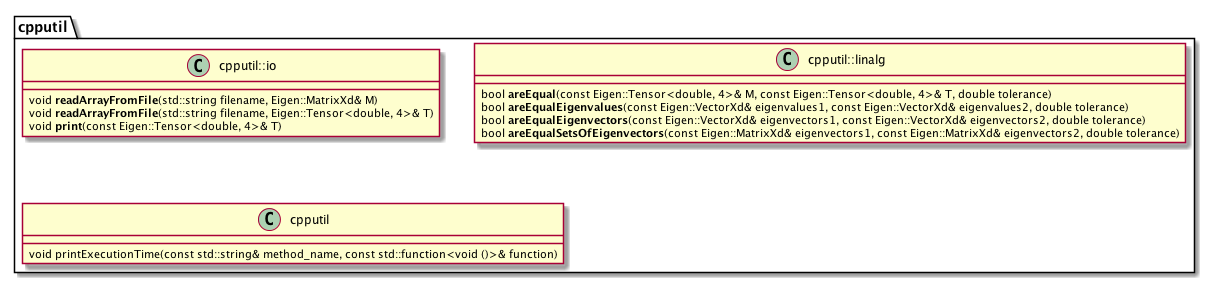 cpputil
C cpputil::io
void readArrayFromFile(std::string filename, Eigen::MatrixXd& M)
void readArrayFromFile(std::string filename, Eigen::Tensor<double, 4>& T)
void print(const Eigen::Tensor<double, 4>& T)
C cpputil::linalg
bool areEqual(const Eigen::Tensor<double, 4>& M, const Eigen::Tensor<double, 4>& T, double tolerance)
bool areEqualEigenvalues(const Eigen::VectorXd& eigenvalues1, const Eigen::VectorXd& eigenvalues2, double tolerance)
bool areEqualEigenvectors(const Eigen::VectorXd& eigenvectors1, const Eigen::VectorXd& eigenvectors2, double tolerance)
bool areEqualSetsOfEigenvectors(const Eigen::MatrixXd& eigenvectors1, const Eigen::MatrixXd& eigenvectors2, double tolerance)
C cpputil
void printExecutionTime(const std::string& method_name, const std::function<void ()>& function)